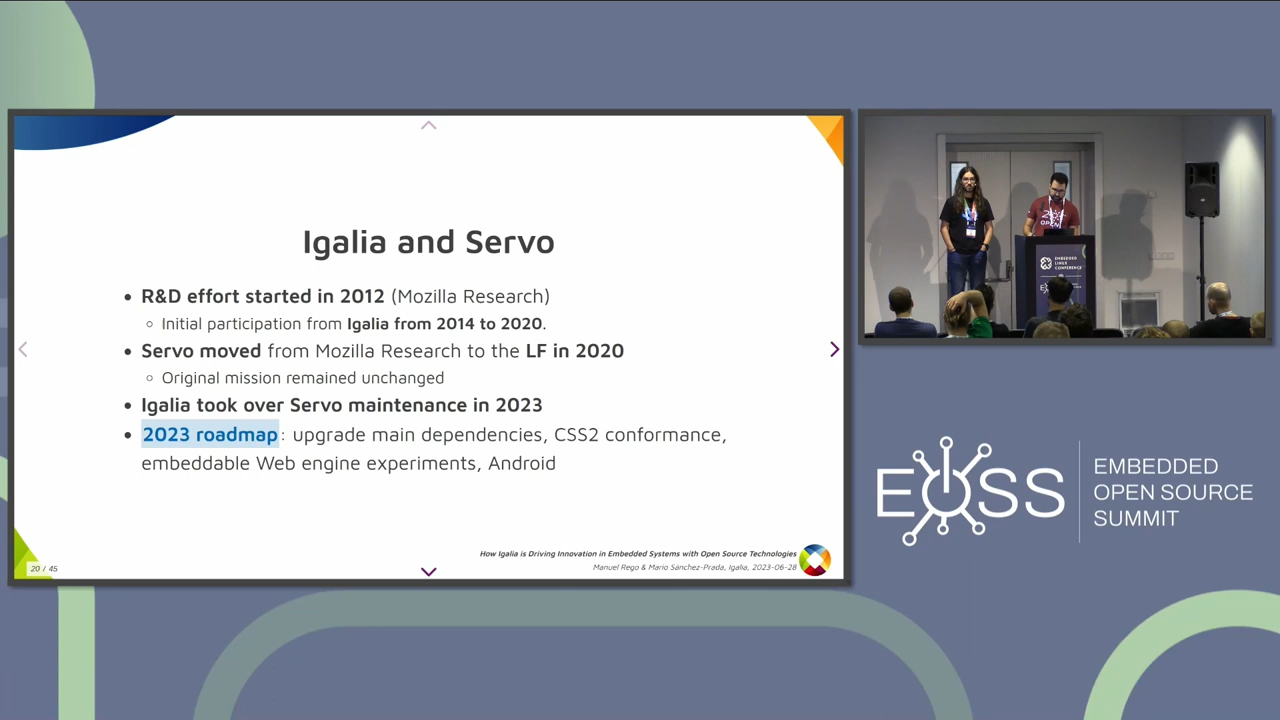 Igalia and Servo
• R&D effort started in 2012 (Mozilla Research)
◦ Initial participation from Igalia from 2014 to 2020.
• Servo moved from Mozilla Research to the LF in 2020
◦ Original mission remained unchanged
• Igalia took over Servo maintenance in 2023
• 2023 roadmap: upgrade main dependencies, CSS2 conformance,
embeddable Web engine experiments, Android
How Igalia is Driving Innovation in Embedded Systems with Open Source Technologies
Manuel Rego & Mario Sánchez-Prada, Igalia, 2023-06-28
20 / 45
OPEN
EMBEDDED
LINUX
CONFERENCE
EOSS
EMBEDDED
OPEN SOURCE
SUMMIT